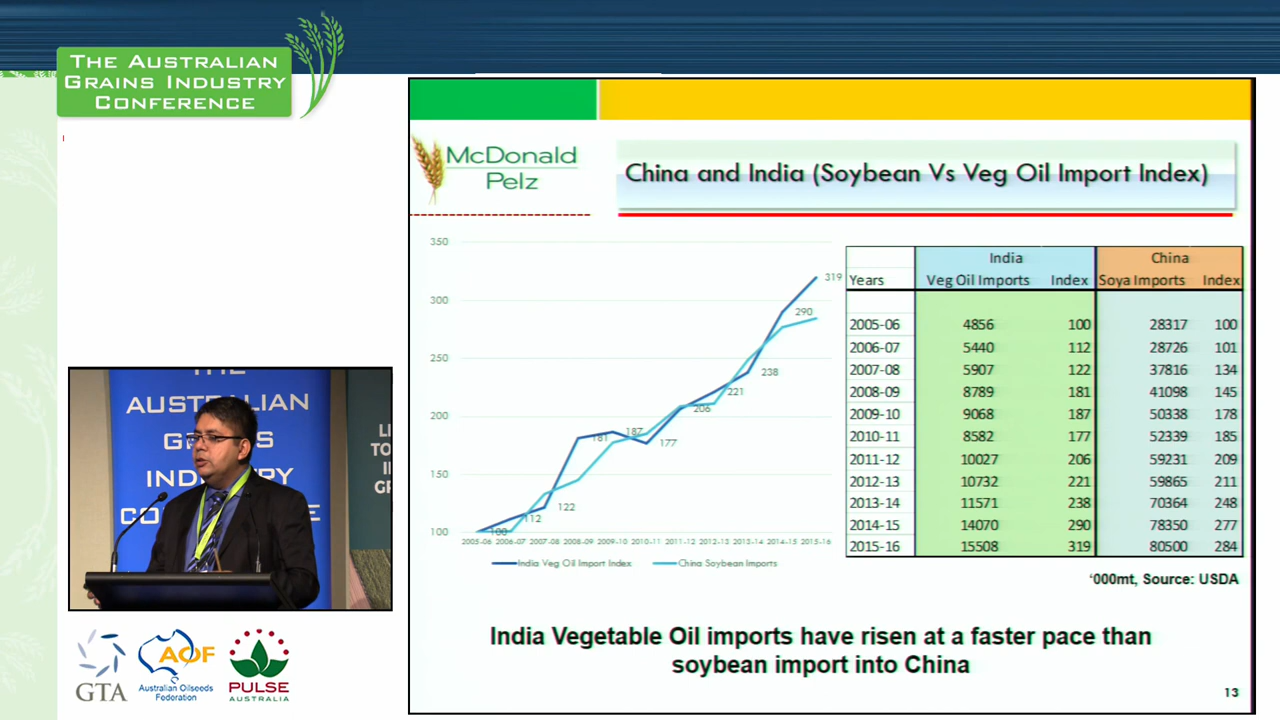 THE AUSTRALIAN
GRAINS INDUSTRY
CONFERENCE
McDonald
Pelz
China and India (Soybean Vs Veg Oil Import Index)
350
300
250
200
150
100
319
290
238
221
206
187
181
177
122
112
100
2005-06 2006-07 2007-08 2008-09 2009-10 2010-11 2011-12 2012-13 2013-14 2014-15 2015-16
India Veg Oil Import Index China Soybean Imports
India China
Years Veg Oil Imports Index Soya Imports Index
2005-06 4856 100 28317 100
2006-07 5440 112 28726 101
2007-08 5907 122 37816 134
2008-09 8789 181 41098 145
2009-10 9068 187 50338 178
2010-11 8582 177 52339 185
2011-12 10027 206 59231 209
2012-13 10732 221 59865 211
2013-14 11571 238 70364 248
2014-15 14070 290 78350 277
2015-16 15508 319 80500 284
‘000mt, Source: USDA
India Vegetable Oil imports have risen at a faster pace than
soybean import into China
13
THE
AUSTRALIAN
INDUSTRY
GTA
AOF
Australian Oilseeds
Federation
PULSE
AUSTRALIA